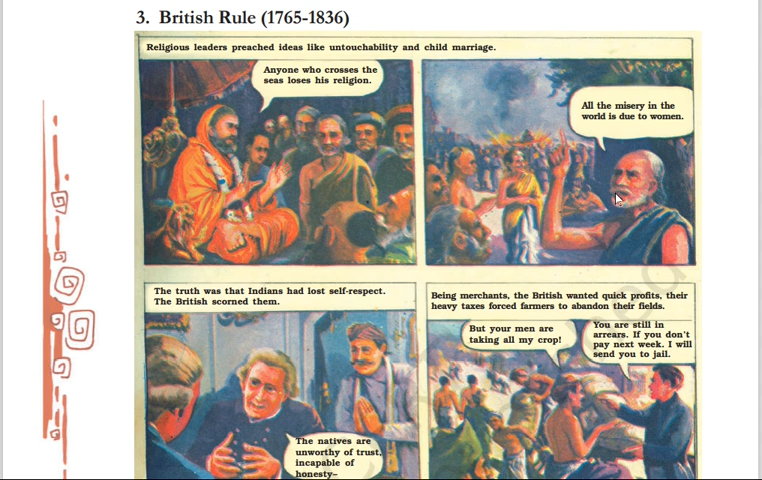 3. British Rule (1765-1836)
Religious leaders preached ideas like untouchability and child marriage.
Anyone who crosses the
seas loses his religion.
All the misery in the
world is due to women.
The truth was that Indians had lost self-respect.
The British scorned them.
The natives are
unworthy of trust,
incapable of
honesty–
Being merchants, the British wanted quick profits, their
heavy taxes forced farmers to abandon their fields.
But your men are
taking all my crop!
You are still in
arrears. If you don't
pay next week. I will
send you to jail.